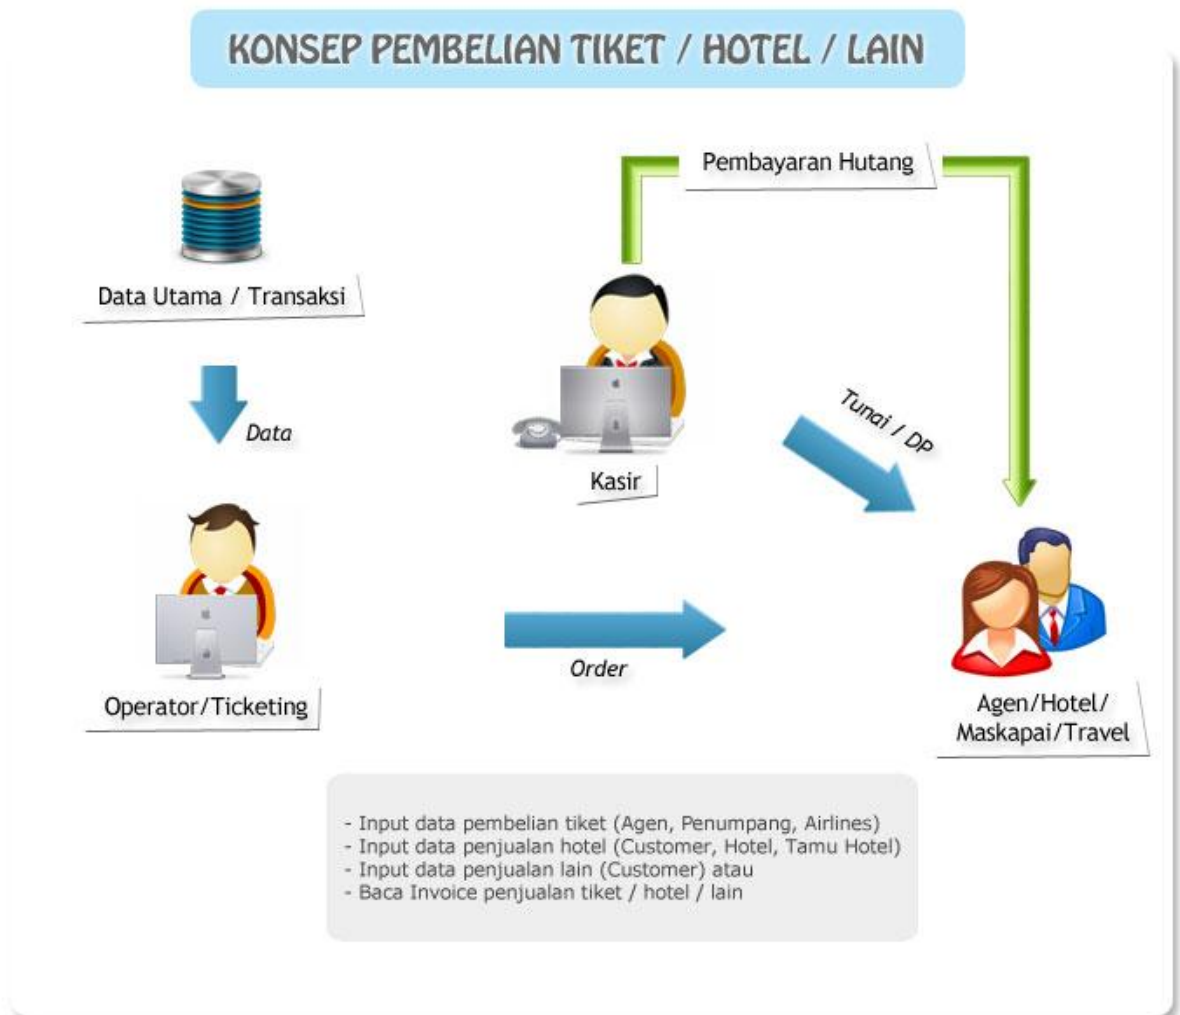 KONSEP PEMBELIAN TIKET / HOTEL / LAIN
Pembayaran Hutang
Data Utama / Transaksi
Tunai / DP
Data
Kasir
Order
Operator/Ticketing
Agen/Hotel/
Maskapai/Travel
- Input data pembelian tiket (Agen, Penumpang, Airlines)
- Input data penjualan hotel (Customer, Hotel, Tamu Hotel)
- Input data penjualan lain (Customer) atau
- Baca Invoice penjualan tiket / hotel / lain